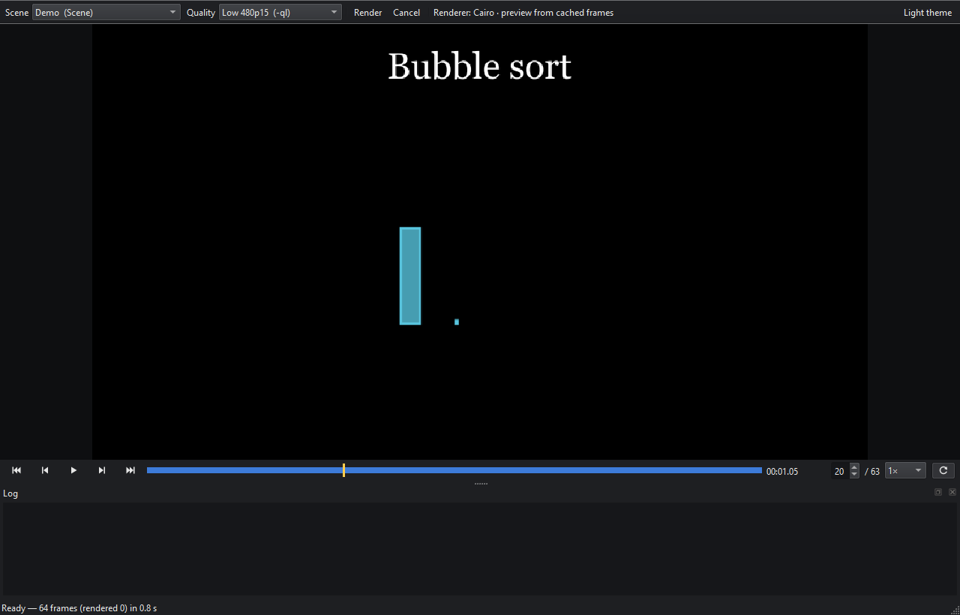 Scene Demo (Scene) Quality Low 480p15 (-ql) Render Cancel Renderer: Cairo · preview from cached frames Light theme
Bubble sort
00:01.05 20 / 63 1×
Log
Ready — 64 frames (rendered 0) in 0.8 s